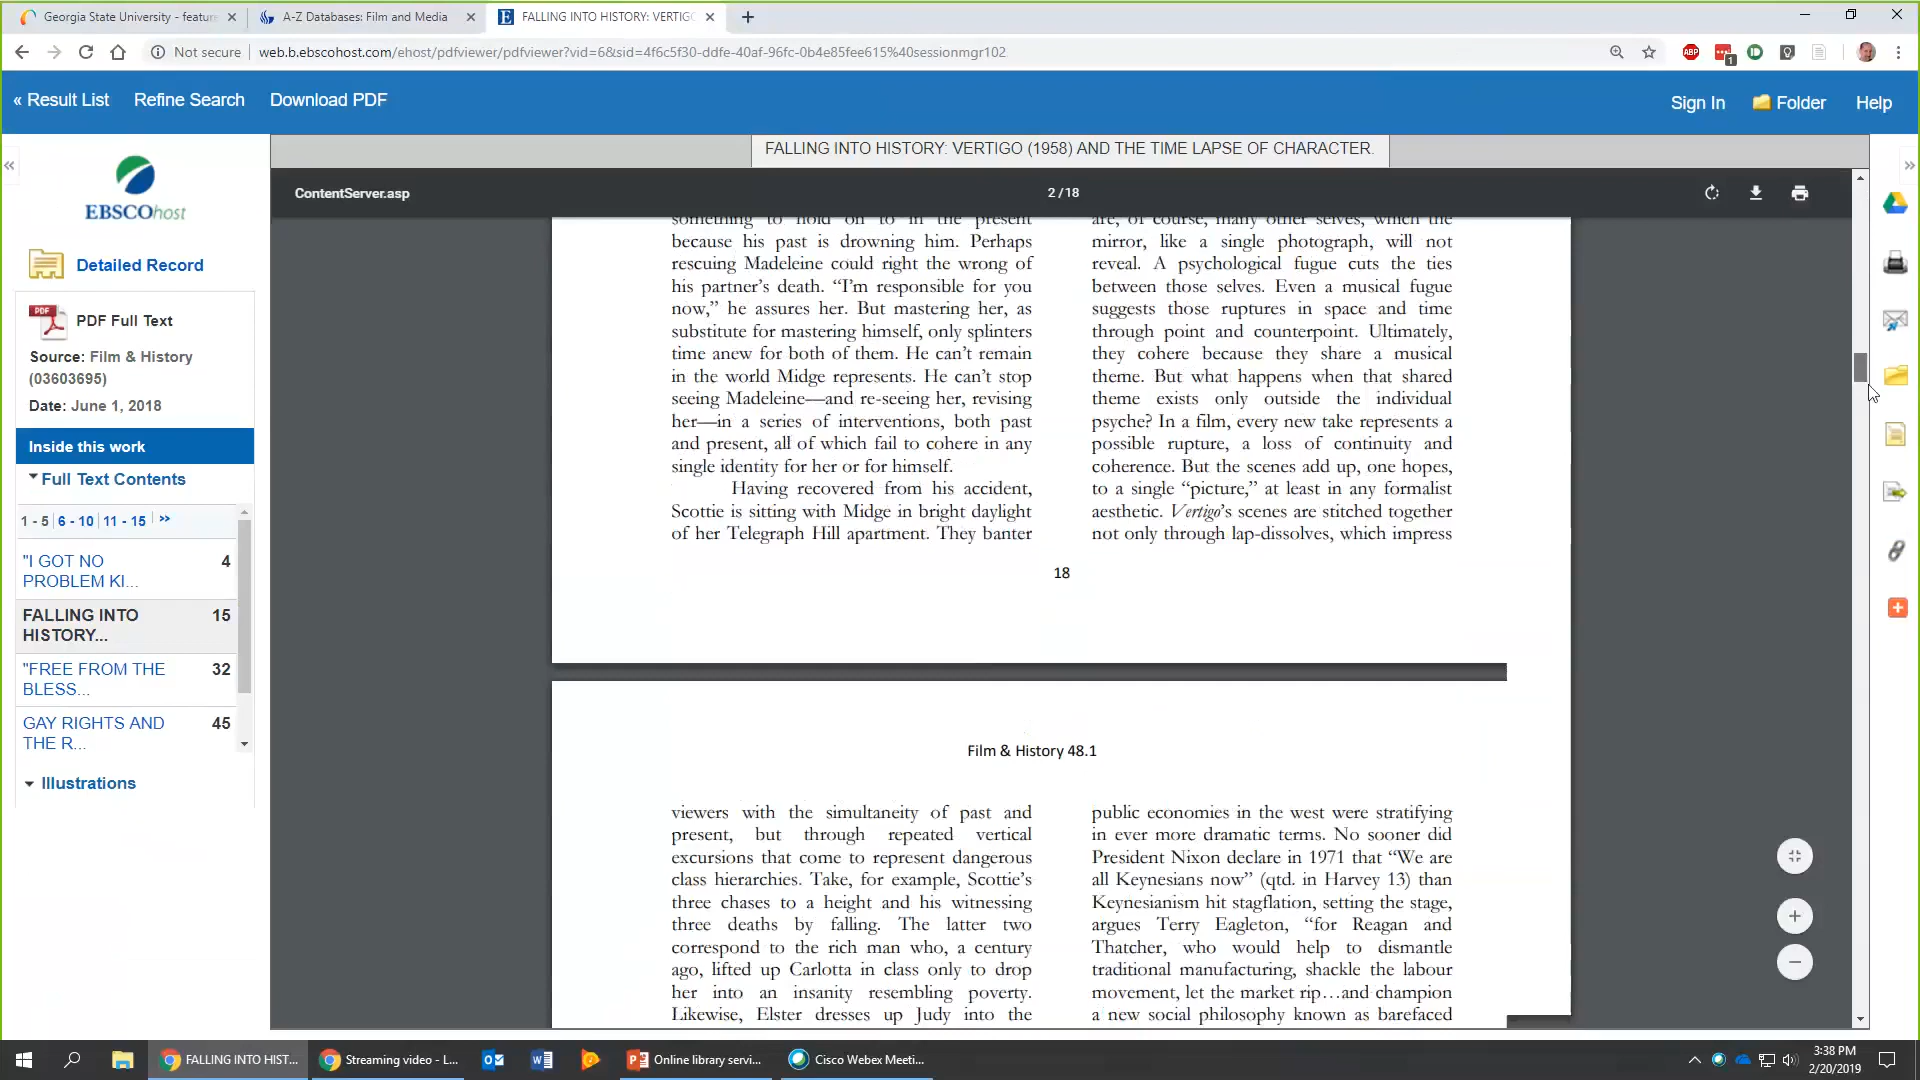 Georgia State University - featur
A-Z Databases: Film and Media
FALLING INTO HISTORY: VERTIGO
Not secure
web.b.ebscohost.com/ehost/pdfviewer/pdfviewer?vid=6&sid=4f6c5f30-ddfe-40af-96fc-0b4e85fee615%40sessionmgr102
ABP
1
« Result List
Refine Search
Download PDF
Sign In
Folder
Help
FALLING INTO HISTORY: VERTIGO (1958) AND THE TIME LAPSE OF CHARACTER.
ContentServer.asp
2 / 18
EBSCOhost
Detailed Record
PDF
PDF Full Text
Source: Film & History
(03603695)
Date: June 1, 2018
Inside this work
Full Text Contents
1 - 5 6 - 10 11 - 15 »
"I GOT NO 4
PROBLEM KI...
FALLING INTO 15
HISTORY...
"FREE FROM THE 32
BLESS...
GAY RIGHTS AND 45
THE R...
Illustrations
something to hold on to in the present
because his past is drowning him. Perhaps
rescuing Madeleine could right the wrong of
his partner's death. “I'm responsible for you
now,” he assures her. But mastering her, as
substitute for mastering himself, only splinters
time anew for both of them. He can't remain
in the world Midge represents. He can't stop
seeing Madeleine—and re-seeing her, revising
her—in a series of interventions, both past
and present, all of which fail to cohere in any
single identity for her or for himself.
Having recovered from his accident,
Scottie is sitting with Midge in bright daylight
of her Telegraph Hill apartment. They banter
are, of course, many other selves, which the
mirror, like a single photograph, will not
reveal. A psychological fugue cuts the ties
between those selves. Even a musical fugue
suggests those ruptures in space and time
through point and counterpoint. Ultimately,
they cohere because they share a musical
theme. But what happens when that shared
theme exists only outside the individual
psyche? In a film, every new take represents a
possible rupture, a loss of continuity and
coherence. But the scenes add up, one hopes,
to a single “picture,” at least in any formalist
aesthetic. Vertigo's scenes are stitched together
not only through lap-dissolves, which impress
18
Film & History 48.1
viewers with the simultaneity of past and
present, but through repeated vertical
excursions that come to represent dangerous
class hierarchies. Take, for example, Scottie's
three chases to a height and his witnessing
three deaths by falling. The latter two
correspond to the rich man who, a century
ago, lifted up Carlotta in class only to drop
her into an insanity resembling poverty.
Likewise, Elster dresses up Judy into the
public economies in the west were stratifying
in ever more dramatic terms. No sooner did
President Nixon declare in 1971 that “We are
all Keynesians now” (qtd. in Harvey 13) than
Keynesianism hit stagflation, setting the stage,
argues Terry Eagleton, “for Reagan and
Thatcher, who would help to dismantle
traditional manufacturing, shackle the labour
movement, let the market rip…and champion
a new social philosophy known as barefaced
FALLING INTO HIST...
Streaming video - L...
Online library servi...
Cisco Webex Meeti...
3:38 PM
2/20/2019